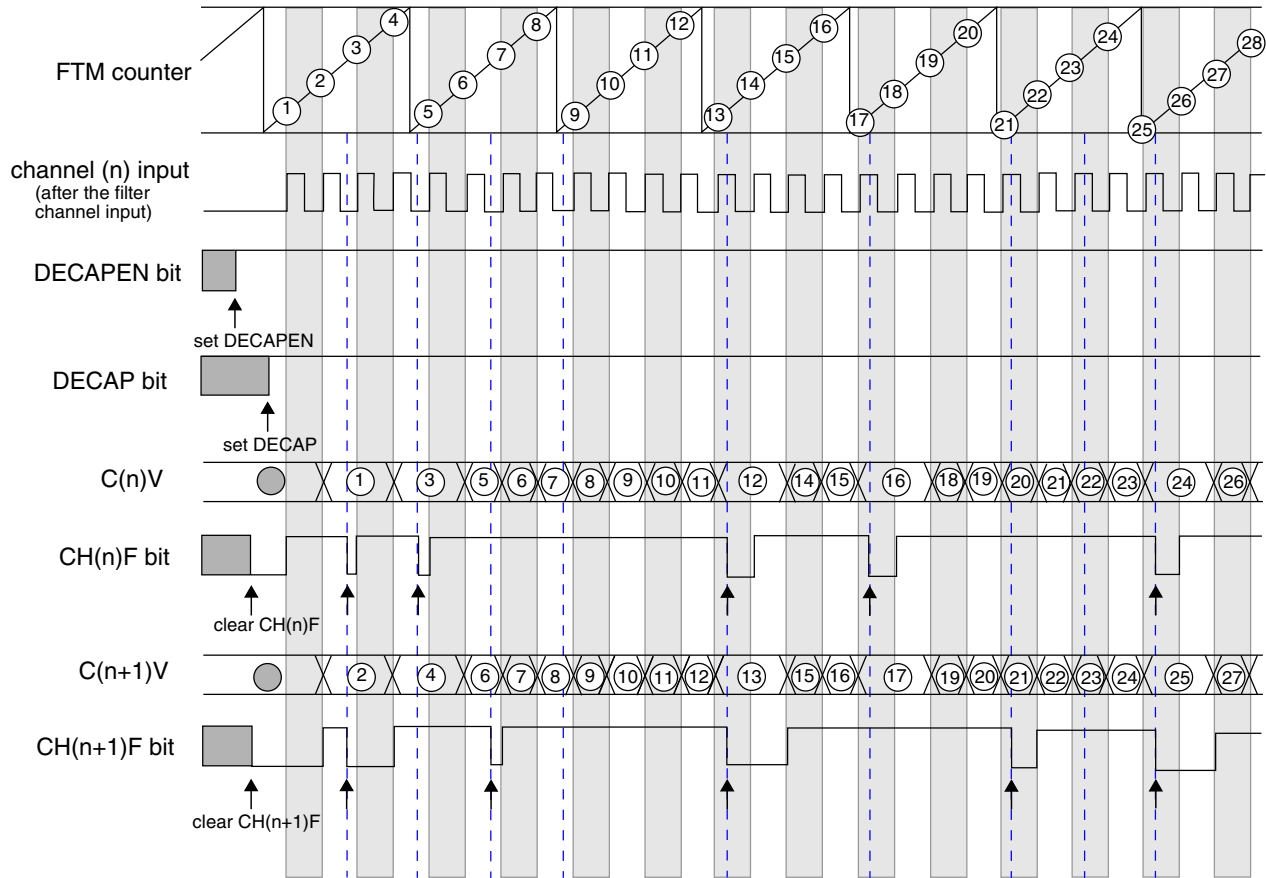 4 8 12 16 20 24 28
3 7 11 15 19 23 27
FTM counter
2 6 10 14 18 22 26
1 5 9 13 17 21 25
channel (n) input
(after the filter
channel input)
DECAPEN bit
set DECAPEN
DECAP bit
set DECAP
C(n)V 1 3 5 6 7 8 9 10 11 12 14 15 16 18 19 20 21 22 23 24 26
CH(n)F bit
clear CH(n)F
C(n+1)V 2 4 6 7 8 9 10 11 12 13 15 16 17 19 20 21 22 23 24 25 27
CH(n+1)F bit
clear CH(n+1)F